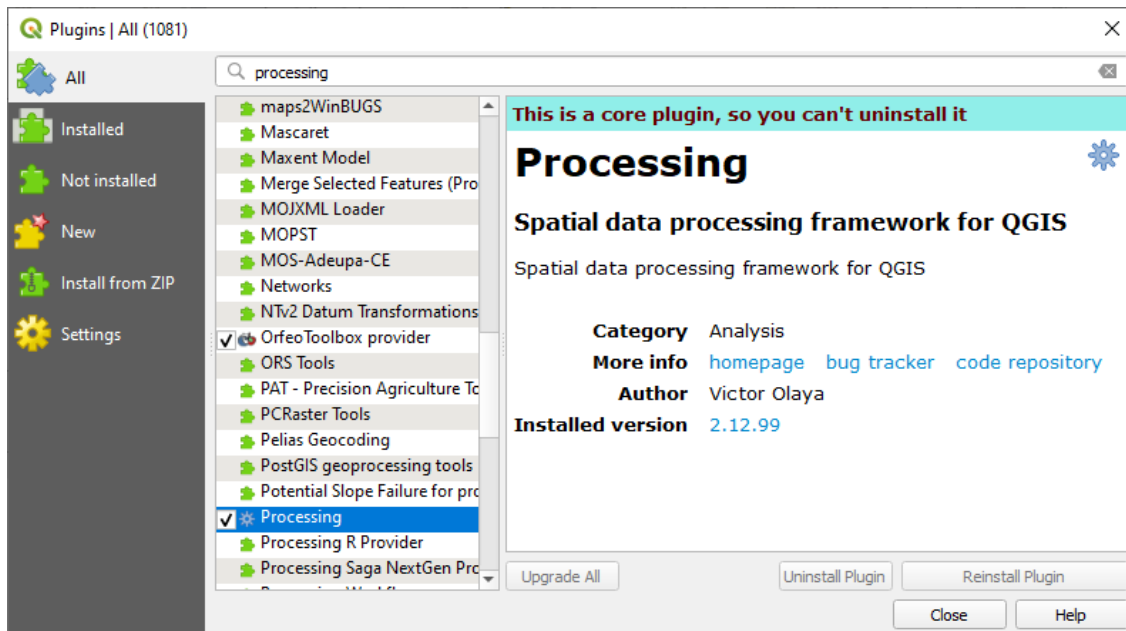 Plugins | All (1081)
All
Installed
Not installed
New
Install from ZIP
Settings
processing
maps2WinBUGS
Mascaret
Maxent Model
Merge Selected Features (Pro
MOJXML Loader
MOPST
MOS-Adeupa-CE
Networks
NTv2 Datum Transformations
OrfeoToolbox provider
ORS Tools
PAT - Precision Agriculture To
PCRaster Tools
Pelias Geocoding
PostGIS geoprocessing tools
Potential Slope Failure for pro
Processing
Processing R Provider
Processing Saga NextGen Pro
This is a core plugin, so you can't uninstall it
Processing
Spatial data processing framework for QGIS
Spatial data processing framework for QGIS
Category Analysis
More info homepage bug tracker code repository
Author Victor Olaya
Installed version 2.12.99
Upgrade All Uninstall Plugin Reinstall Plugin
Close Help